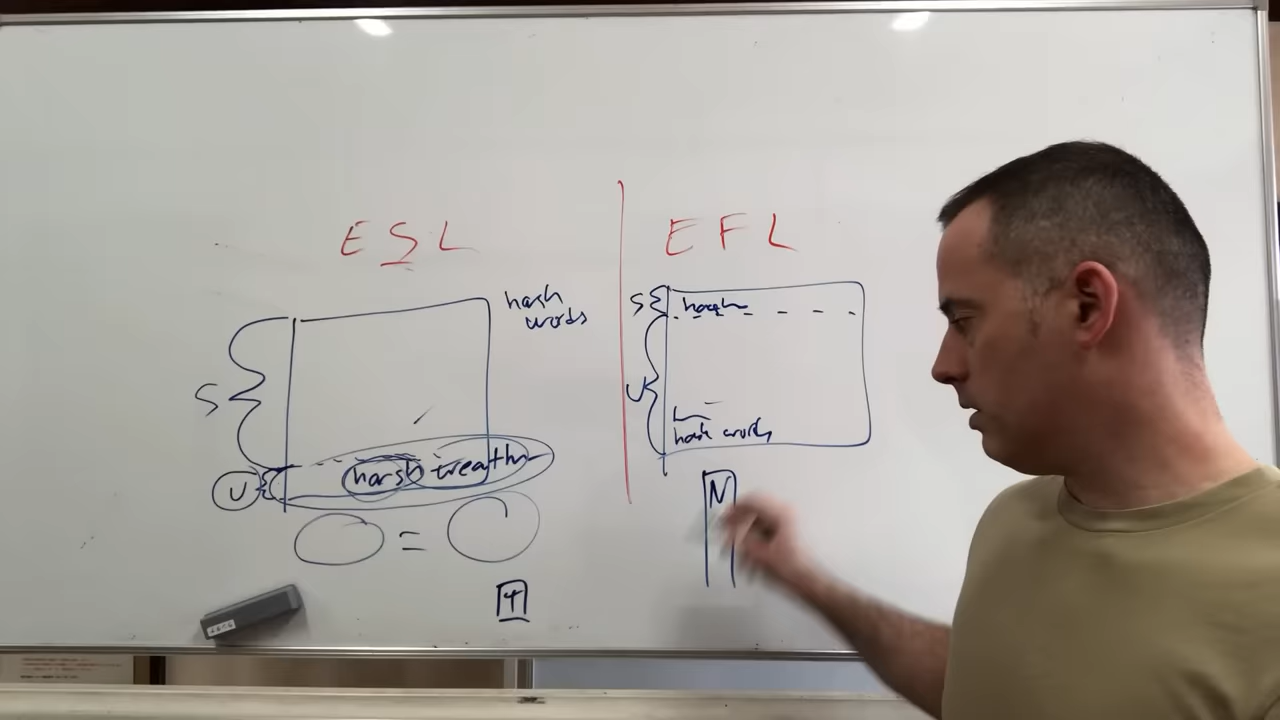 ESL
harsh
words
S
U
harsh weather
=
T
EFL
S
harsh
U
harsh words
N